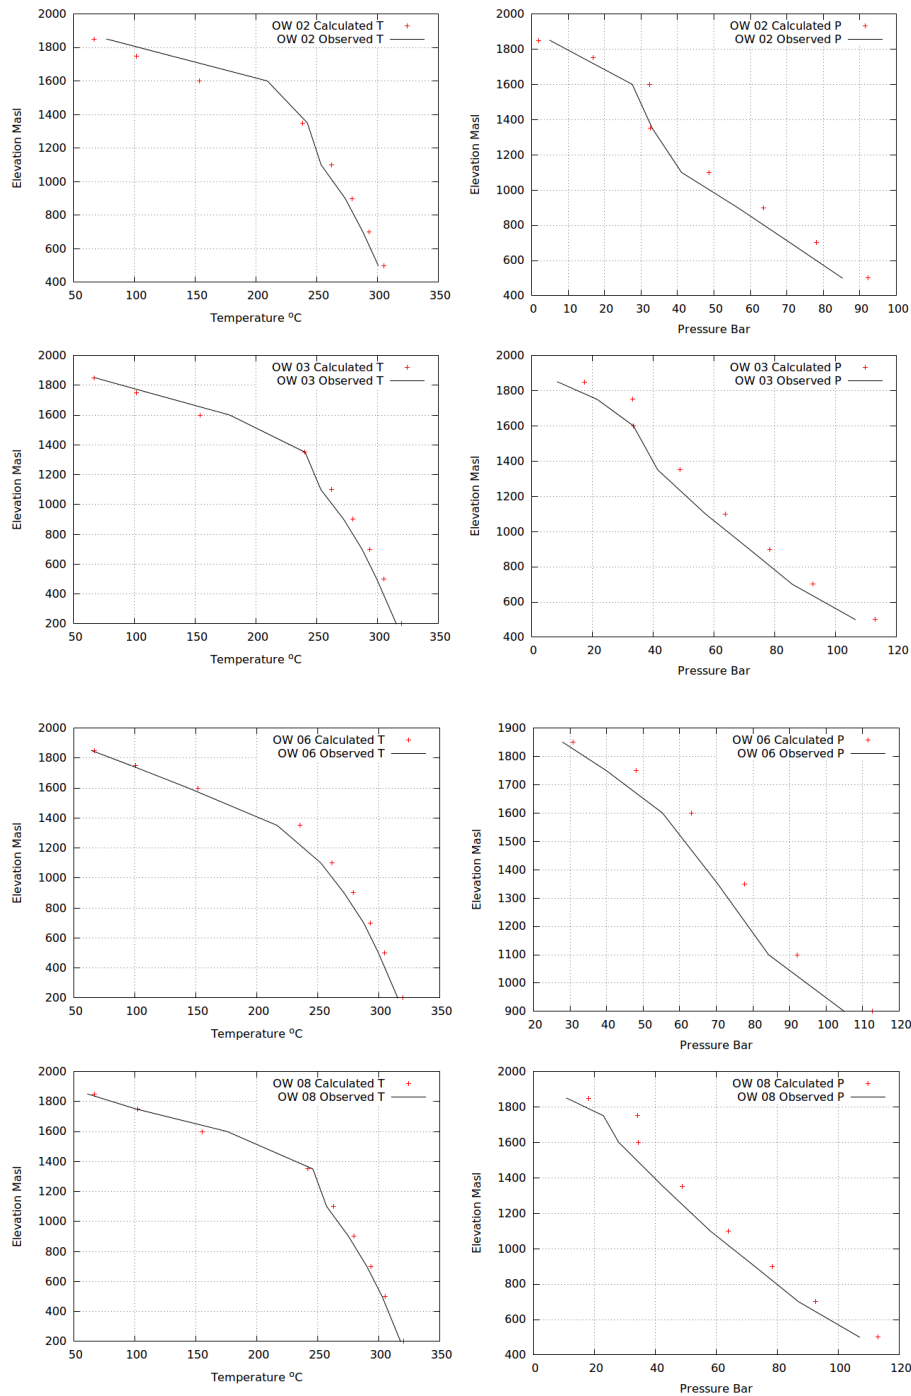 OW 02 Calculated T
OW 02 Observed T
2000
1800
1600
1400
1200
1000
800
600
400
Elevation Masl
50 100 150 200 250 300 350
Temperature ºC
OW 02 Calculated P
OW 02 Observed P
2000
1800
1600
1400
1200
1000
800
600
400
Elevation Masl
0 10 20 30 40 50 60 70 80 90 100
Pressure Bar
OW 03 Calculated T
OW 03 Observed T
2000
1800
1600
1400
1200
1000
800
600
400
200
Elevation Masl
50 100 150 200 250 300 350
Temperature ºC
OW 03 Calculated P
OW 03 Observed P
2000
1800
1600
1400
1200
1000
800
600
400
Elevation Masl
0 20 40 60 80 100 120
Pressure Bar
OW 06 Calculated T
OW 06 Observed T
2000
1800
1600
1400
1200
1000
800
600
400
200
Elevation Masl
50 100 150 200 250 300 350
Temperature ºC
OW 06 Calculated P
OW 06 Observed P
1900
1800
1700
1600
1500
1400
1300
1200
1100
1000
900
Elevation Masl
20 30 40 50 60 70 80 90 100 110 120
Pressure Bar
OW 08 Calculated T
OW 08 Observed T
2000
1800
1600
1400
1200
1000
800
600
400
200
Elevation Masl
50 100 150 200 250 300 350
Temperature ºC
OW 08 Calculated P
OW 08 Observed P
2000
1800
1600
1400
1200
1000
800
600
400
Elevation Masl
0 20 40 60 80 100 120
Pressure Bar